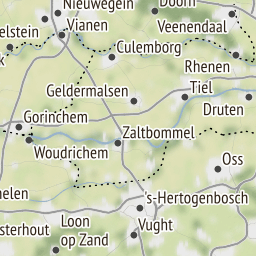 Nieuwegein
Doorn
Vianen
Veenendaal
elstein
Culemborg
Rhenen
Geldermalsen
Tiel
Druten
Gorinchem
Zaltbommel
Woudrichem
Oss
elen
's-Hertogenbosch
Loon
op Zand
Vught
sterhout